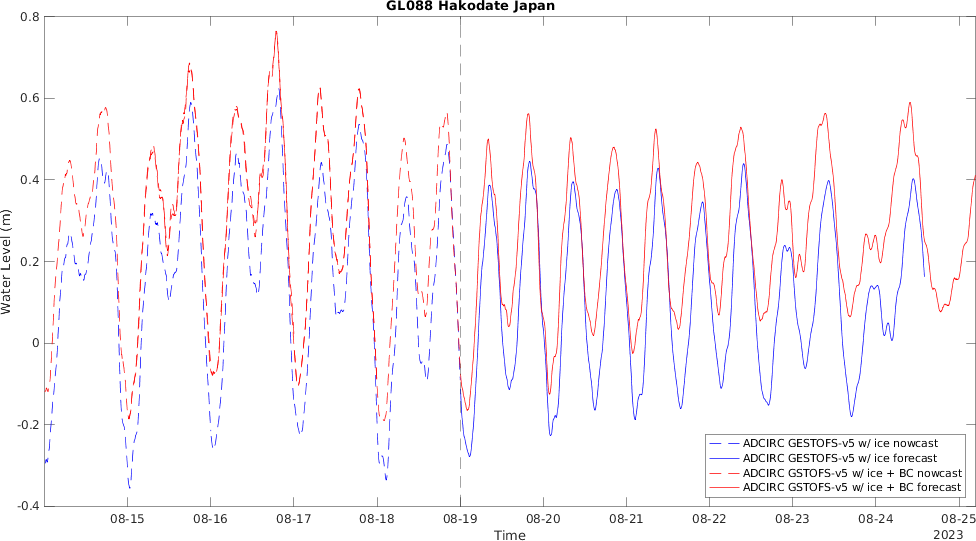 GL088 Hakodate Japan
0.8
0.6
0.4
0.2
0
-0.2
-0.4
Water Level (m)
ADCIRC GESTOFS-v5 w/ ice nowcast
ADCIRC GESTOFS-v5 w/ ice forecast
ADCIRC GSTOFS-v5 w/ ice + BC nowcast
ADCIRC GSTOFS-v5 w/ ice + BC forecast
08-15 08-16 08-17 08-18 08-19 08-20 08-21 08-22 08-23 08-24 08-25
Time
2023